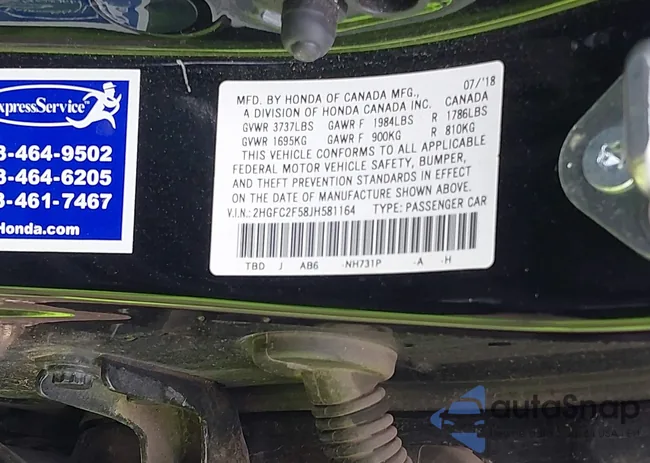 xpressService
3-464-9502
3-464-6205
3-461-7467
Honda.com
MFD. BY HONDA OF CANADA MFG., 07/'18
A DIVISION OF HONDA CANADA INC. CANADA
GVWR 3737LBS GAWR F 1984LBS R 1786LBS
GVWR 1695KG GAWR F 900KG R 810KG
THIS VEHICLE CONFORMS TO ALL APPLICABLE
FEDERAL MOTOR VEHICLE SAFETY, BUMPER,
AND THEFT PREVENTION STANDARDS IN EFFECT
ON THE DATE OF MANUFACTURE SHOWN ABOVE.
V.I.N.:2HGFC2F58JH581164 TYPE: PASSENGER CAR
TBD J AB6 -NH731P -A -H
autoSnap